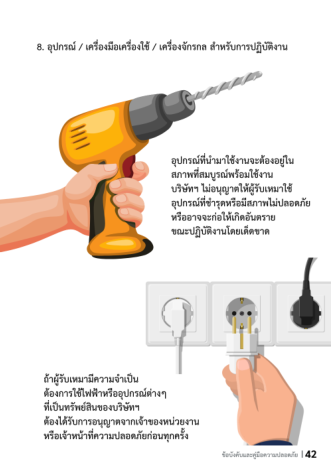 8. อุปกรณ์ / เครื่องมือเครื่องใช้ / เครื่องจักรกล สำหรับการปฏิบัติงาน
อุปกรณ์ที่นำมาใช้งานจะต้องอยู่ใน
สภาพที่สมบูรณ์พร้อมใช้งาน
บริษัทฯ ไม่อนุญาตให้ผู้รับเหมาใช้
อุปกรณ์ที่ชำรุดหรือมีสภาพไม่ปลอดภัย
หรืออาจจะก่อให้เกิดอันตราย
ขณะปฏิบัติงานโดยเด็ดขาด
ถ้าผู้รับเหมามีความจำเป็น
ต้องการใช้ไฟฟ้าหรืออุปกรณ์ต่างๆ
ที่เป็นทรัพย์สินของบริษัทฯ
ต้องได้รับการอนุญาตจากเจ้าของหน่วยงาน
หรือเจ้าหน้าที่ความปลอดภัยก่อนทุกครั้ง
ข้อบังคับและคู่มือความปลอดภัย | 42